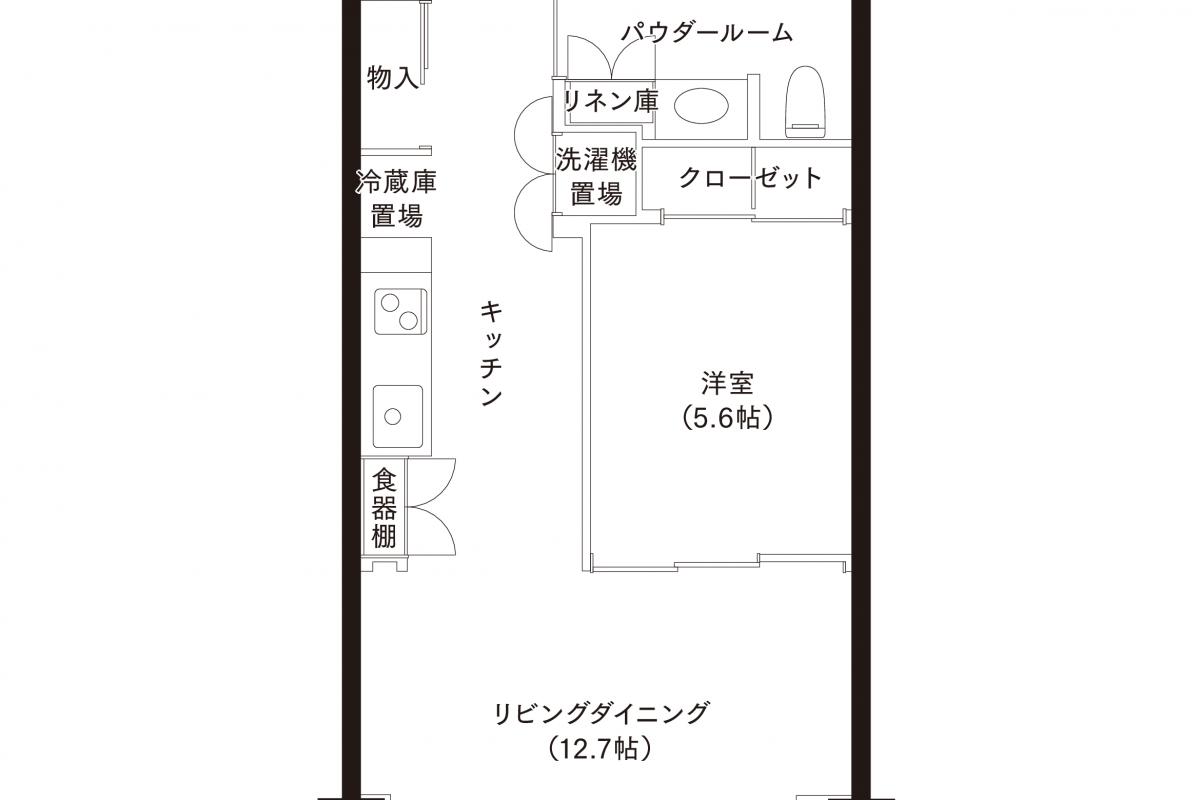 パウダールーム
物入
リネン庫
洗濯機
置場
クローゼット
冷蔵庫
置場
キッチン
洋室
（5.6帖）
食器棚
リビングダイニング
（12.7帖）